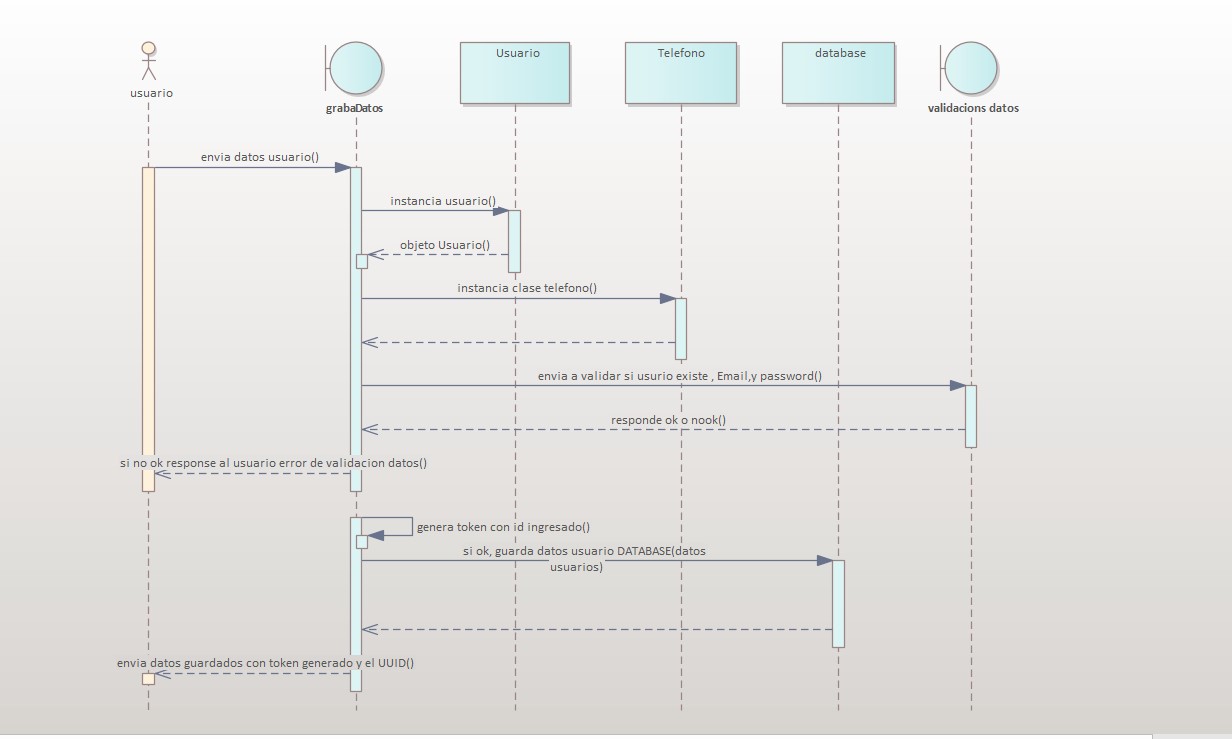 usuario
grabaDatos
Usuario
Telefono
database
validacions datos
envia datos usuario()
instancia usuario()
objeto Usuario()
instancia clase telefono()
envia a validar si usurio existe , Email,y password()
responde ok o nook()
si no ok response al usuario error de validacion datos()
genera token con id ingresado()
si ok, guarda datos usuario DATABASE(datos
usuarios)
envia datos guardados con token generado y el UUID()